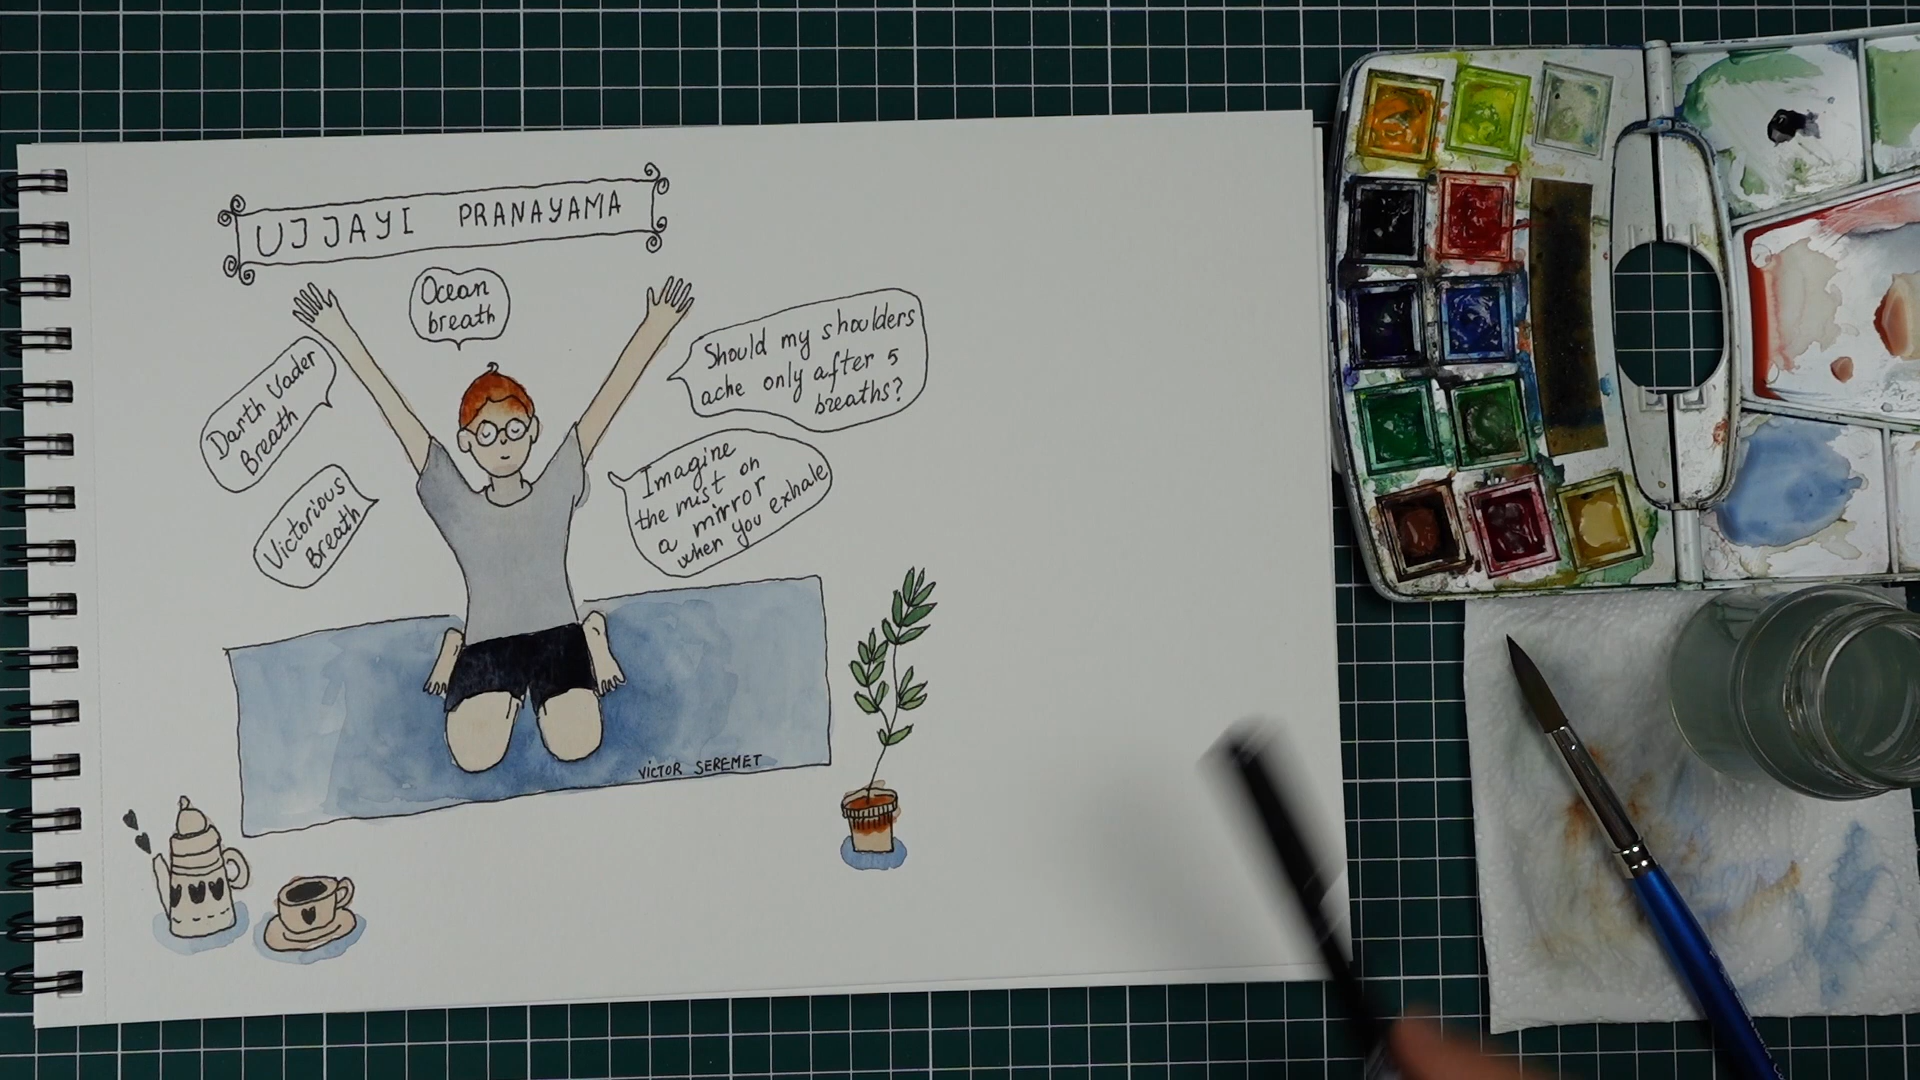 UJJAYI PRANAYAMA
Ocean
breath
Darth Vader
Breath
Victorious
Breath
Should my shoulders
ache only after 5
breaths?
Imagine
the mist on
a mirror
when you exhale
VICTOR SEREMET